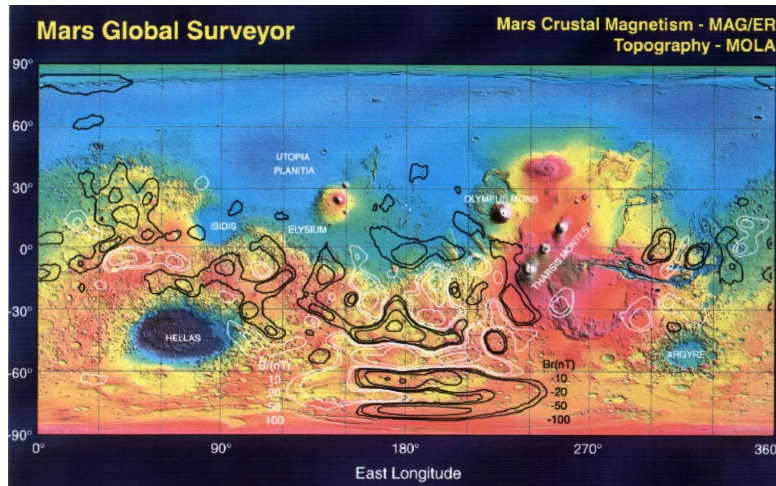 Mars Global Surveyor
Mars Crustal Magnetism - MAG/ER
Topography - MOLA
90°
60°
30°
0°
-30°
-60°
-90°
UTOPIA
PLANITIA
OLYMPUS MONS
ISIDIS
ELYSIUM
THARSIS MONTES
HELLAS
ARGYRE
Br(nT)
10
20
50
100
Br(nT)
-10
-20
-50
-100
0°
90°
180°
270°
360
East Longitude